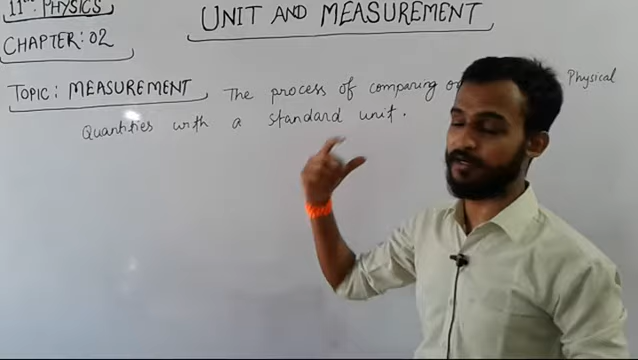 11th PHYSICS
UNIT AND MEASUREMENT
CHAPTER: 02
TOPIC: MEASUREMENT The process of comparing Physical
Quantities with a standard unit.